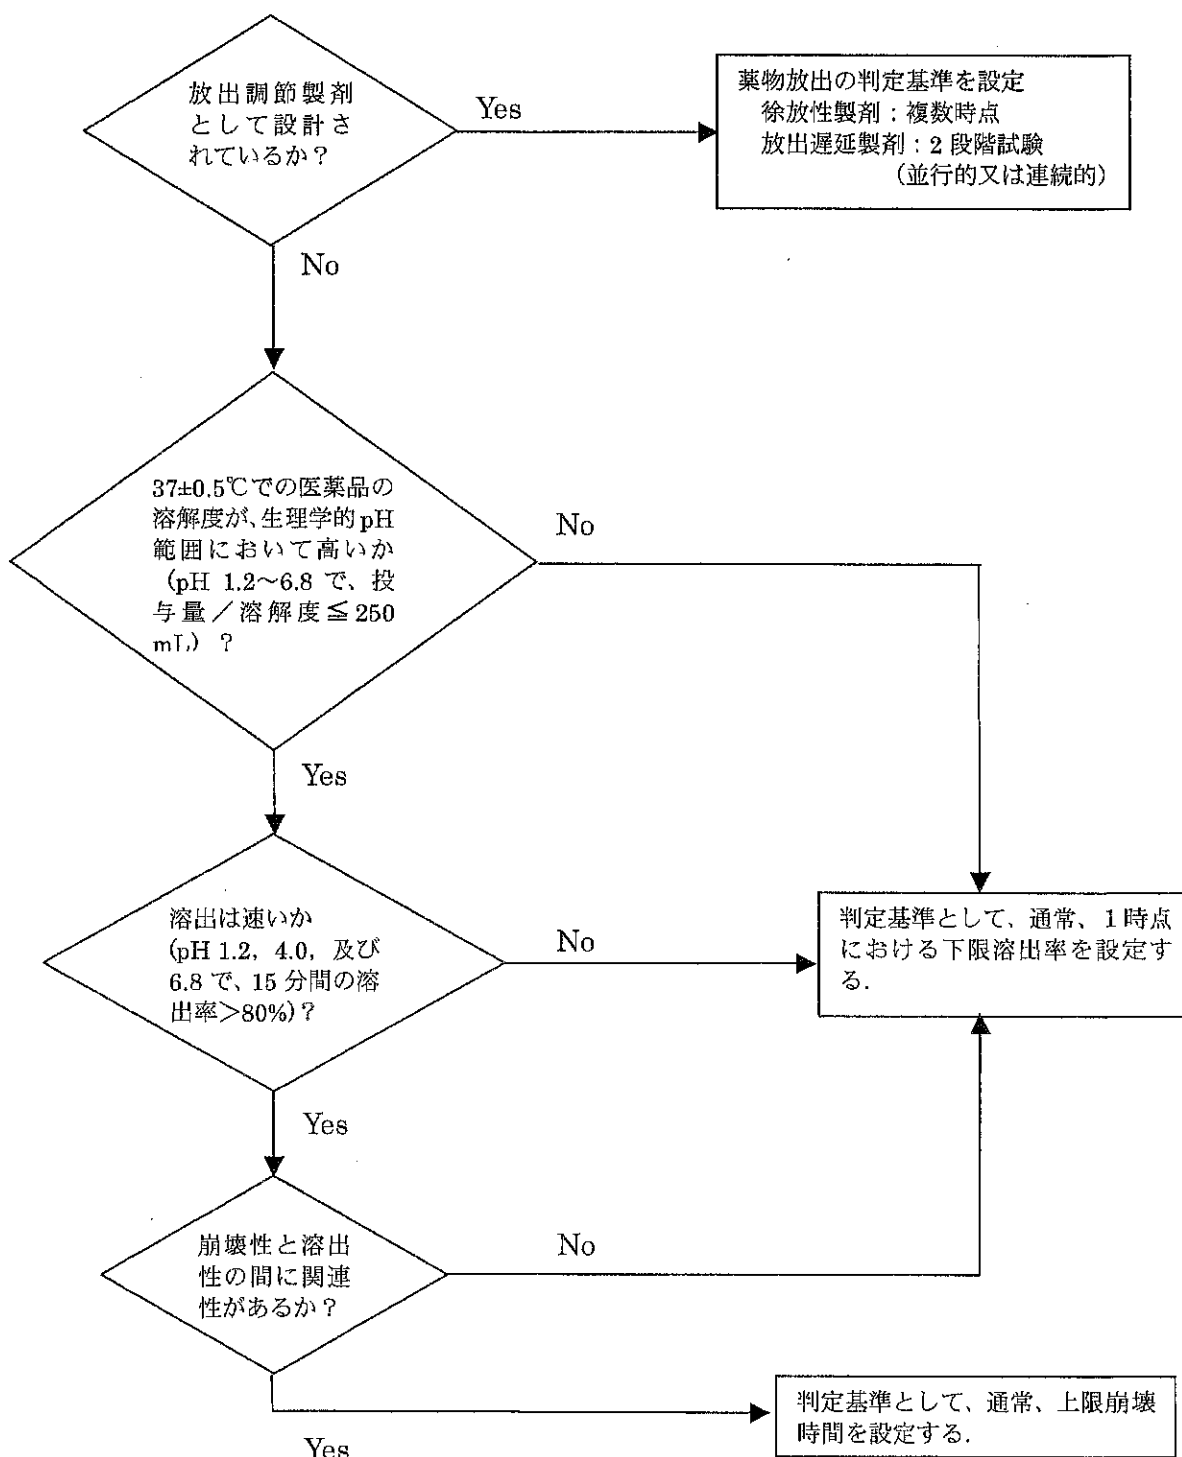 放出調節製剤
として設計さ
れているか？
Yes
薬物放出の判定基準を設定
徐放性製剤：複数時点
放出遅延製剤：2 段階試験
（並行的又は連続的）
No
37±0.5℃での医薬品の
溶解度が、生理学的 pH
範囲において高いか
（pH 1.2～6.8 で、投
与量／溶解度≦250
mL）？
No
Yes
溶出は速いか
(pH 1.2，4.0，及び
6.8 で、15 分間の溶
出率＞80%)？
No
判定基準として、通常、1 時点
における下限溶出率を設定す
る．
Yes
崩壊性と溶出
性の間に関連
性があるか？
No
判定基準として、通常、上限崩壊
時間を設定する．
Yes